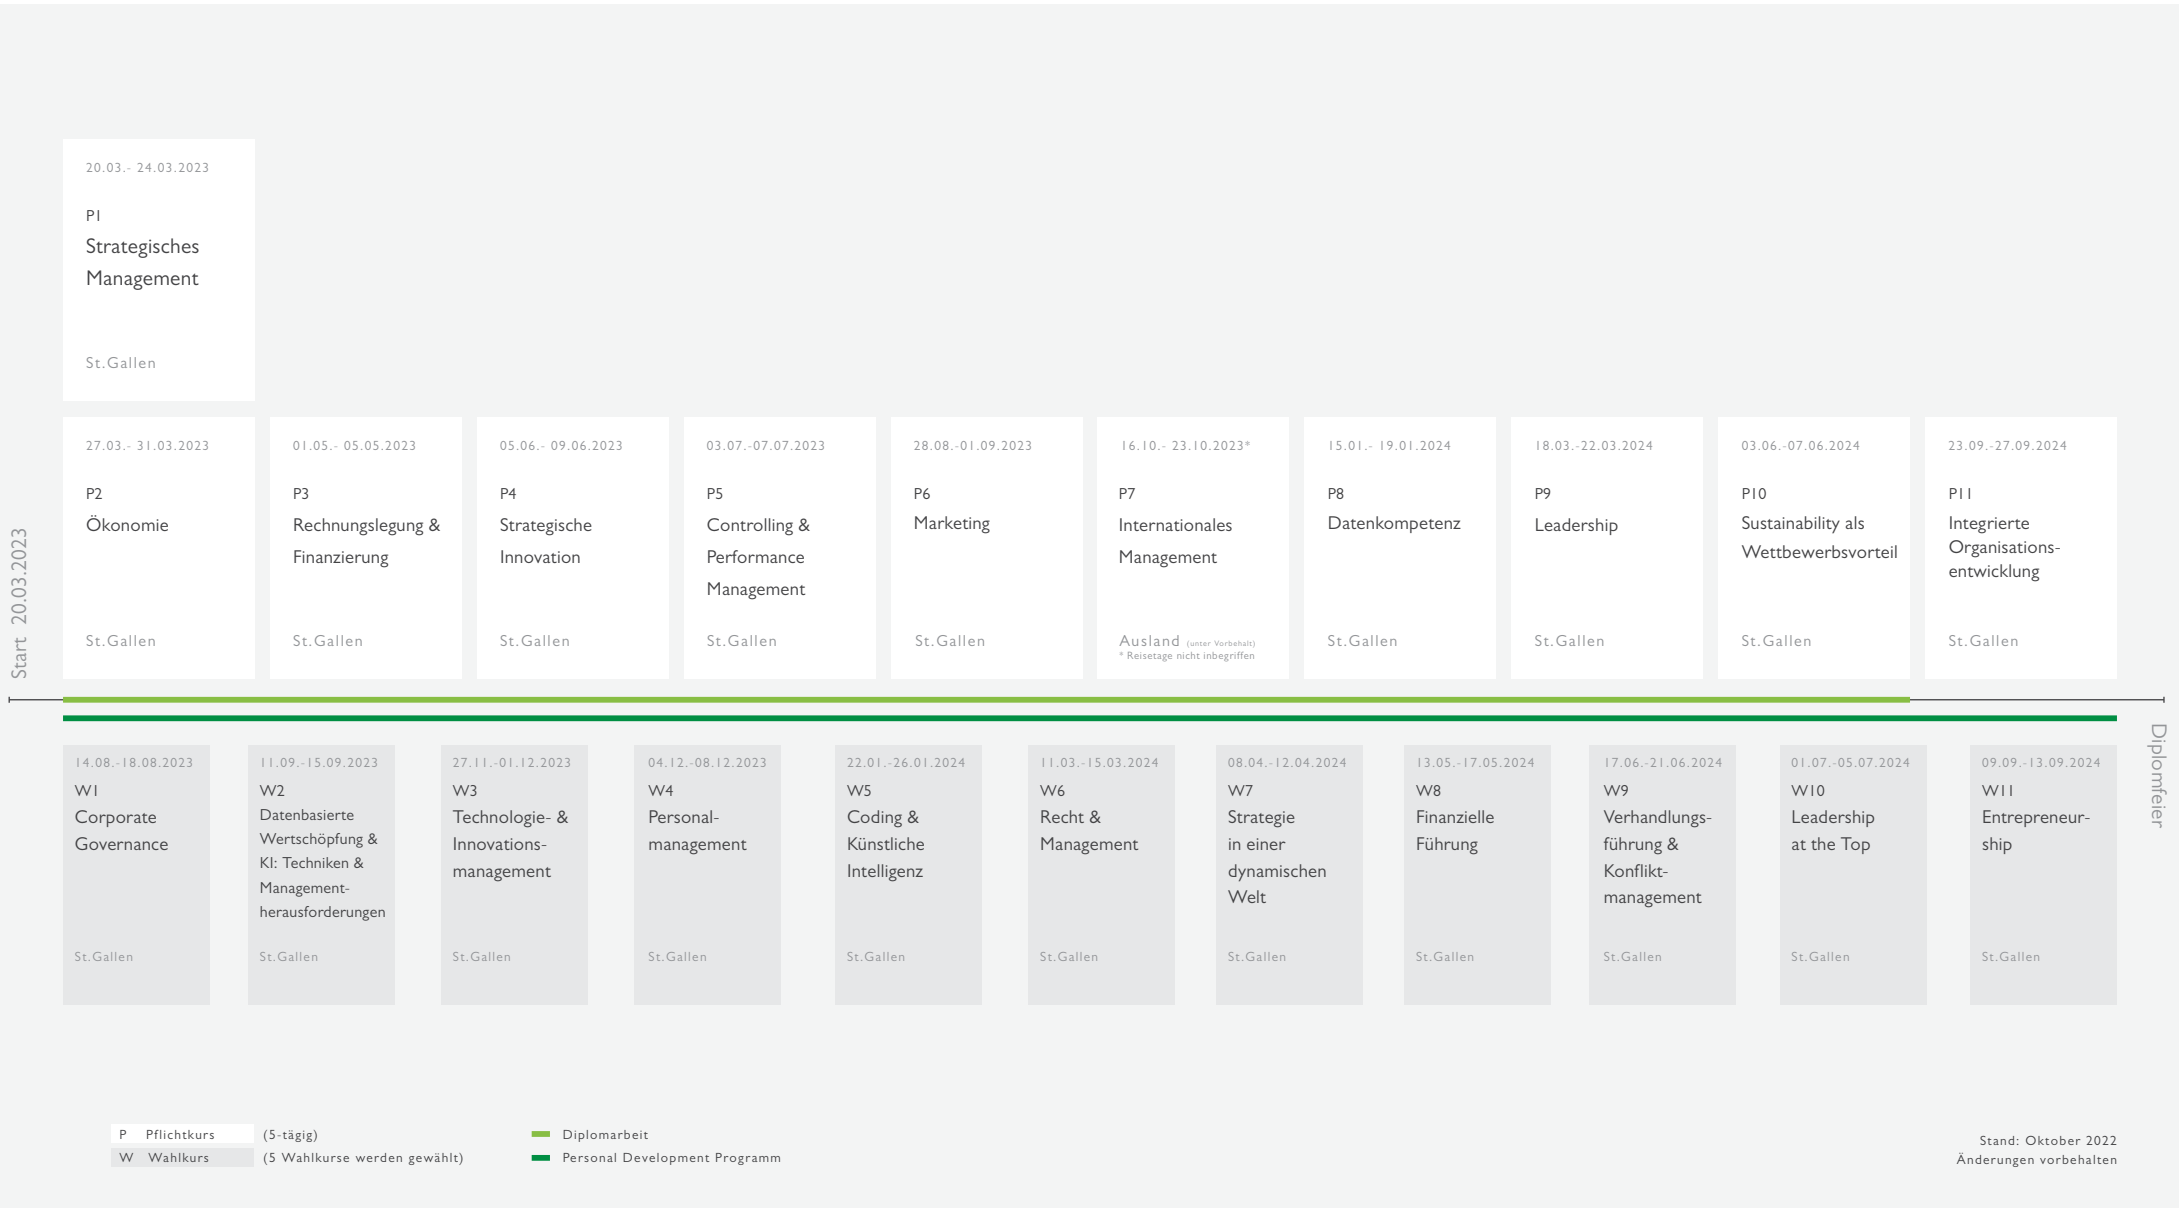 20.03.- 24.03.2023
P1
Strategisches
Management
St.Gallen
Start 20.03.2023
27.03.- 31.03.2023
P2
Ökonomie
St.Gallen
01.05.- 05.05.2023
P3
Rechnungslegung &
Finanzierung
St.Gallen
05.06.- 09.06.2023
P4
Strategische
Innovation
St.Gallen
03.07.-07.07.2023
P5
Controlling &
Performance
Management
St.Gallen
28.08.-01.09.2023
P6
Marketing
St.Gallen
16.10.- 23.10.2023*
P7
Internationales
Management
Ausland (unter Vorbehalt)
* Reisetage nicht inbegriffen
15.01.- 19.01.2024
P8
Datenkompetenz
St.Gallen
18.03.-22.03.2024
P9
Leadership
St.Gallen
03.06.-07.06.2024
P10
Sustainability als
Wettbewerbsvorteil
St.Gallen
23.09.-27.09.2024
P11
Integrierte
Organisations-
entwicklung
St.Gallen
Diplomfeier
14.08.-18.08.2023
W1
Corporate
Governance
St.Gallen
11.09.-15.09.2023
W2
Datenbasierte
Wertschöpfung &
KI: Techniken &
Management-
herausforderungen
St.Gallen
27.11.-01.12.2023
W3
Technologie- &
Innovations-
management
St.Gallen
04.12.-08.12.2023
W4
Personal-
management
St.Gallen
22.01.-26.01.2024
W5
Coding &
Künstliche
Intelligenz
St.Gallen
11.03.-15.03.2024
W6
Recht &
Management
St.Gallen
08.04.-12.04.2024
W7
Strategie
in einer
dynamischen
Welt
St.Gallen
13.05.-17.05.2024
W8
Finanzielle
Führung
St.Gallen
17.06.-21.06.2024
W9
Verhandlungs-
führung &
Konflikt-
management
St.Gallen
01.07.-05.07.2024
W10
Leadership
at the Top
St.Gallen
09.09.-13.09.2024
W11
Entrepreneur-
ship
St.Gallen
P Pflichtkurs (5-tägig)
W Wahlkurs (5 Wahlkurse werden gewählt)
Diplomarbeit
Personal Development Programm
Stand: Oktober 2022
Änderungen vorbehalten